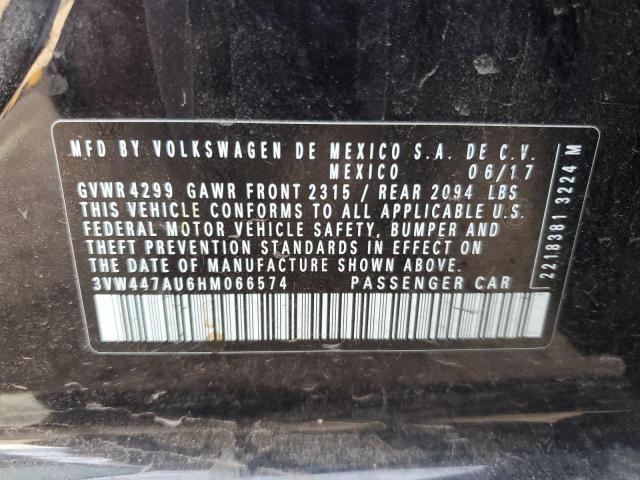 MFD BY VOLKSWAGEN DE MEXICO S.A. DE C.V.
MEXICO 06/17
GVWR 4299 GAWR FRONT 2315 / REAR 2094 LBS
THIS VEHICLE CONFORMS TO ALL APPLICABLE U.S.
FEDERAL MOTOR VEHICLE SAFETY, BUMPER AND
THEFT PREVENTION STANDARDS IN EFFECT ON
THE DATE OF MANUFACTURE SHOWN ABOVE.
3VW447AU6HM066574 PASSENGER CAR
2218381 3224 M